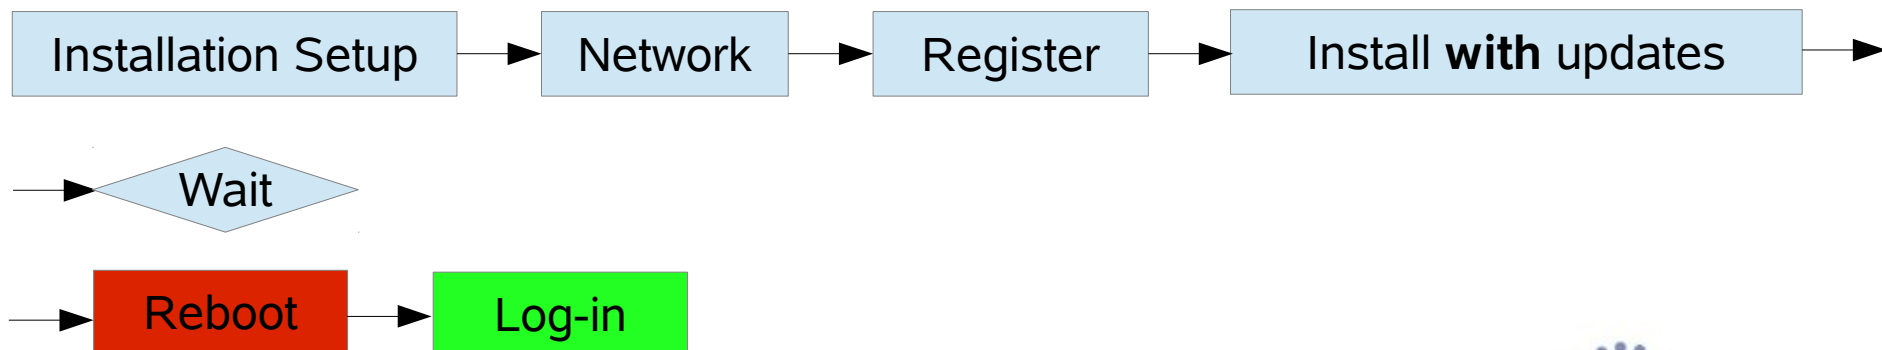 Installation Setup Network Register Install with updates
Wait
Reboot Log-in